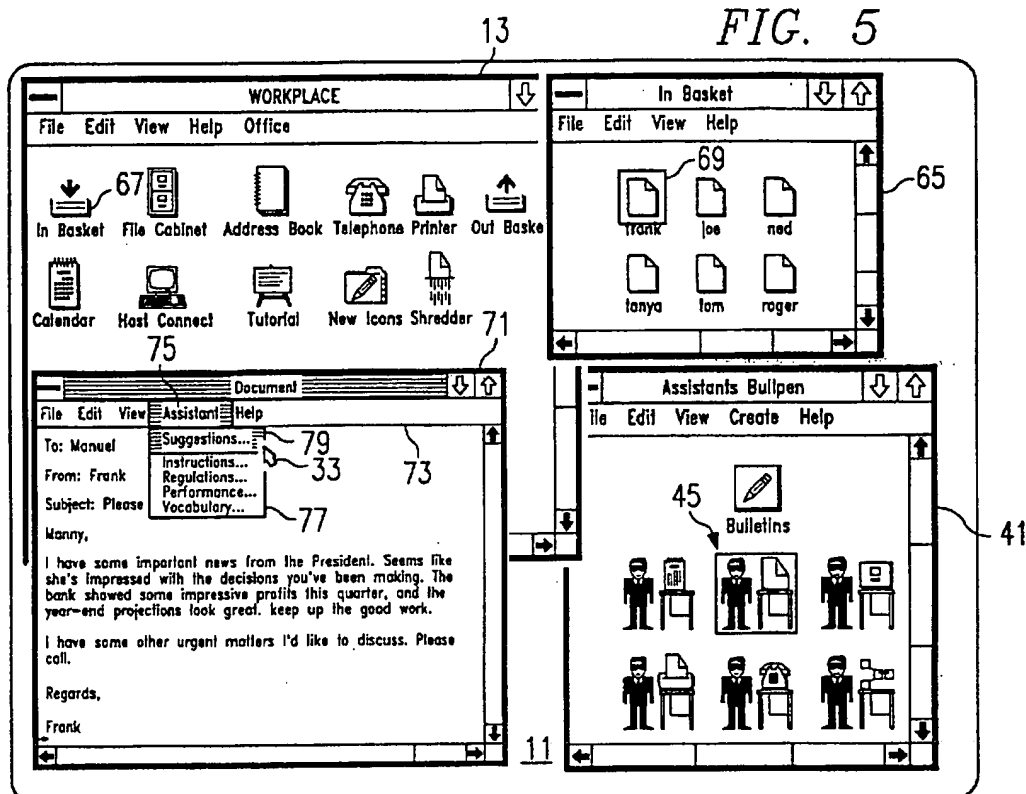 FIG. 5
13
WORKPLACE
File Edit View Help Office
67
In Basket File Cabinet Address Book Telephone Printer Out Baske
Calendar Host Connect Tutorial New Icons Shredder
In Basket
File Edit View Help
69
65
frank joe ned
tanya tom roger
75
71
Document
File Edit View Assistant Help
Suggestions...
79
Instructions...
33
Regulations...
73
Performance...
Vocabulary...
77
To: Manuel
From: Frank
Subject: Please
Manny,
I have some important news from the President. Seems like
she's impressed with the decisions you've been making. The
bank showed some impressive profits this quarter, and the
year-end projections look great. keep up the good work.
I have some other urgent matters I'd like to discuss. Please
call.
Regards,
Frank
11
Assistants Bullpen
ile Edit View Create Help
45
Bulletins
41